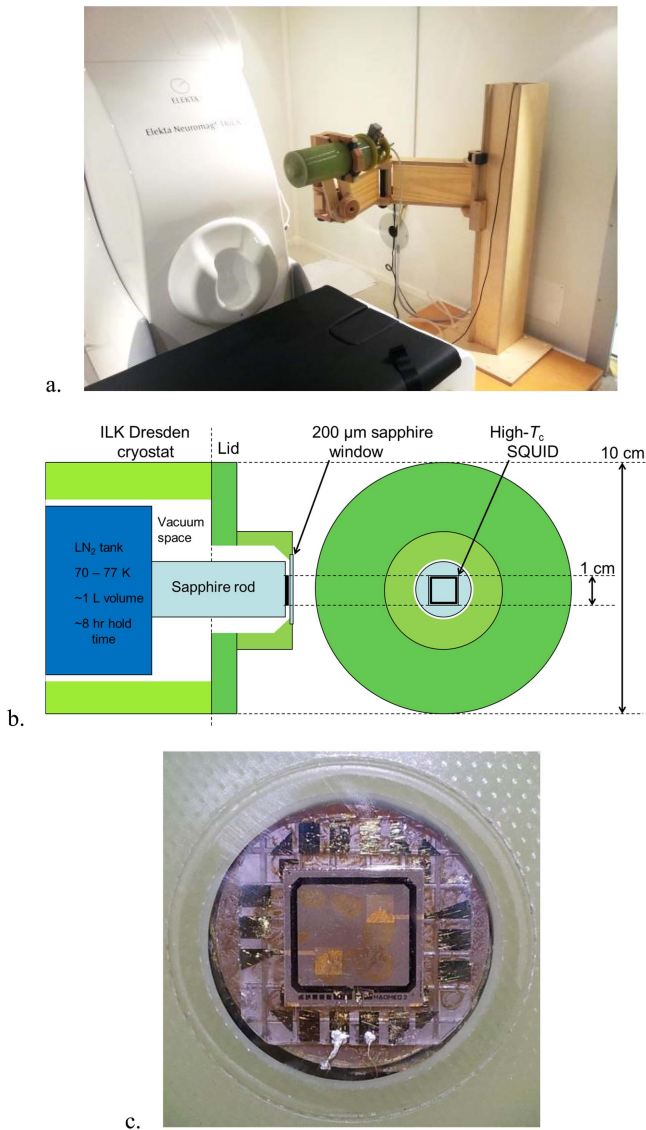 ELEKTA
Elekta Neuromag®
a.
ILK Dresden
cryostat
Lid
200 µm sapphire
window
High-Tc
SQUID
10 cm
Vacuum
space
LN2 tank
70 – 77 K
~1 L volume
~8 hr hold
time
Sapphire rod
1 cm
b.
c.